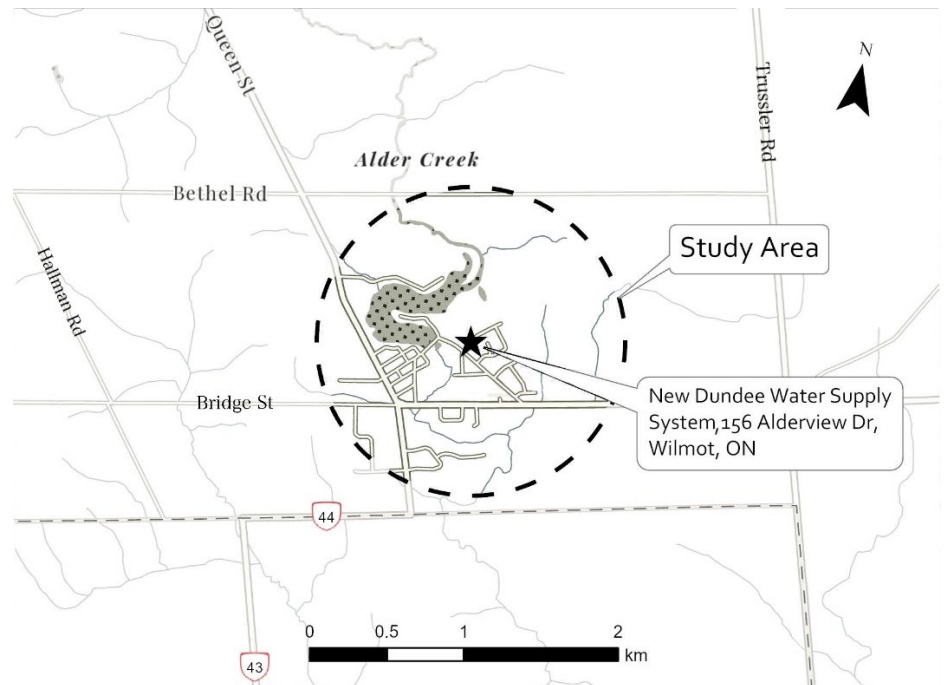 Queen St
Trussler Rd
N
Alder Creek
Bethel Rd
Study Area
Hallman Rd
New Dundee Water Supply
System,156 Alderview Dr,
Wilmot, ON
Bridge St
44
0 0.5 1 2
km
43